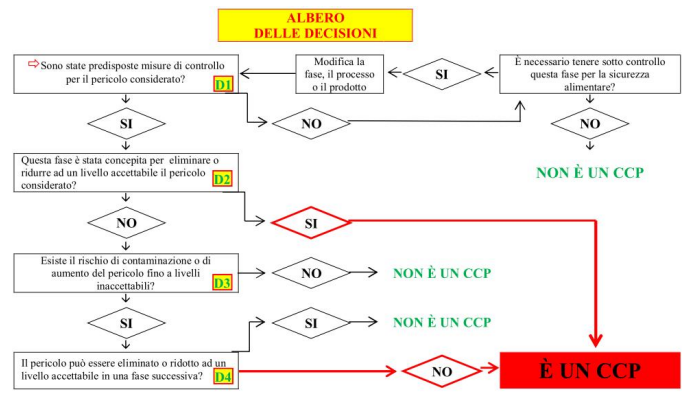 ALBERO
DELLE DECISIONI
⇨Sono state predisposte misure di controllo
per il pericolo considerato?
D1
Modifica la
fase, il processo
o il prodotto
SI
È necessario tenere sotto controllo
questa fase per la sicurezza
alimentare?
SI
NO
NO
NON È UN CCP
Questa fase è stata concepita per eliminare o
ridurre ad un livello accettabile il pericolo
considerato?
D2
NO
SI
Esiste il rischio di contaminazione o di
aumento del pericolo fino a livelli
inaccettabili?
D3
NO
NON È UN CCP
SI
SI
NON È UN CCP
Il pericolo può essere eliminato o ridotto ad un
livello accettabile in una fase successiva?
D4
NO
È UN CCP